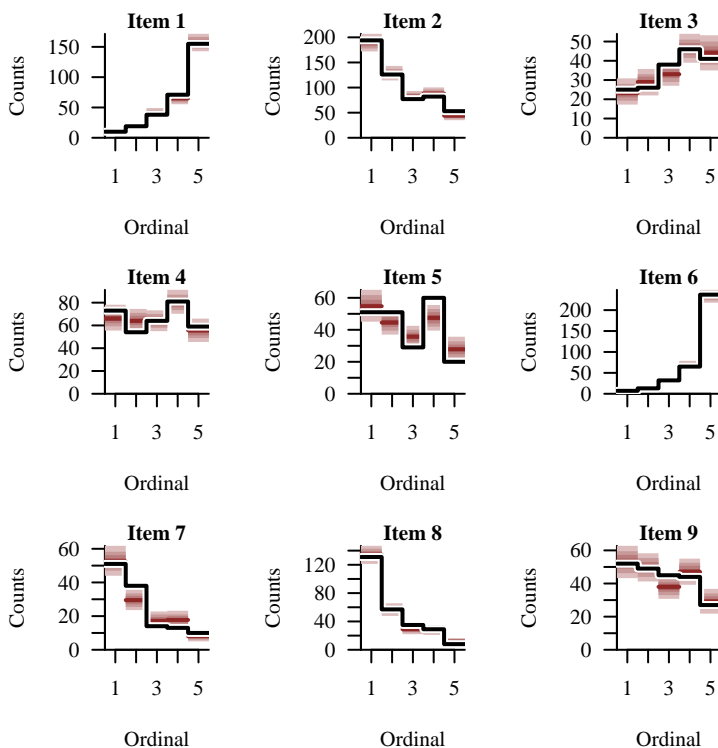 Item 1
Item 2
Item 3
Counts
150
100
50
0
1
3
5
Ordinal
Counts
200
150
100
50
0
1
3
5
Ordinal
Counts
50
40
30
20
10
0
1
3
5
Ordinal
Item 4
Item 5
Item 6
Counts
80
60
40
20
0
1
3
5
Ordinal
Counts
60
40
20
0
1
3
5
Ordinal
Counts
200
150
100
50
0
1
3
5
Ordinal
Item 7
Item 8
Item 9
Counts
60
40
20
0
1
3
5
Ordinal
Counts
120
80
40
0
1
3
5
Ordinal
Counts
60
40
20
0
1
3
5
Ordinal